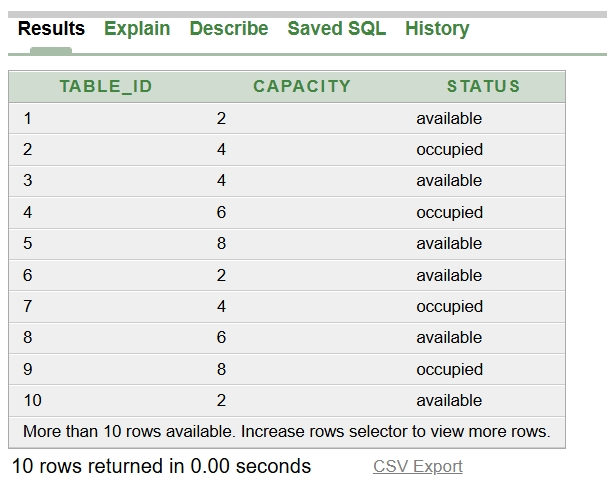 Results Explain Describe Saved SQL History
TABLE_ID CAPACITY STATUS
1 2 available
2 4 occupied
3 4 available
4 6 occupied
5 8 available
6 2 available
7 4 occupied
8 6 available
9 8 occupied
10 2 available
More than 10 rows available. Increase rows selector to view more rows.
10 rows returned in 0.00 seconds CSV Export